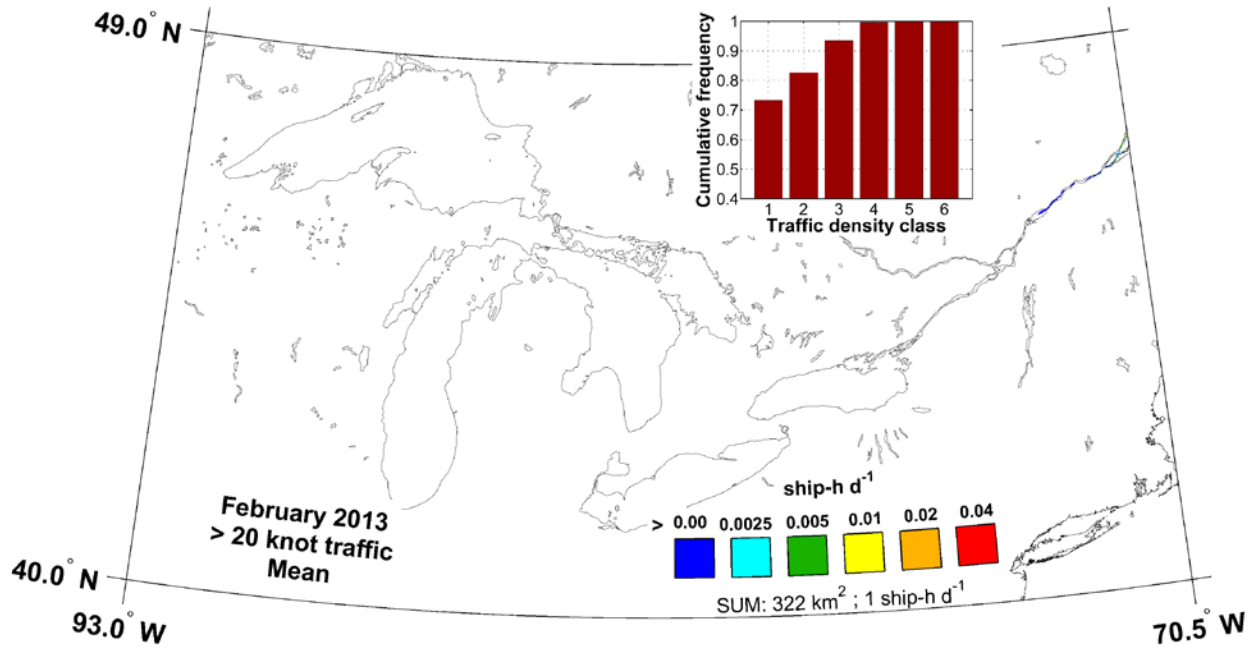 49.0° N
1
0.9
0.8
0.7
0.6
0.5
0.4
Cumulative frequency
1 2 3 4 5 6
Traffic density class
February 2013
> 20 knot traffic
Mean
ship-h d⁻¹
> 0.00 0.0025 0.005 0.01 0.02 0.04
SUM: 322 km² ; 1 ship-h d⁻¹
40.0° N
93.0° W
70.5° W